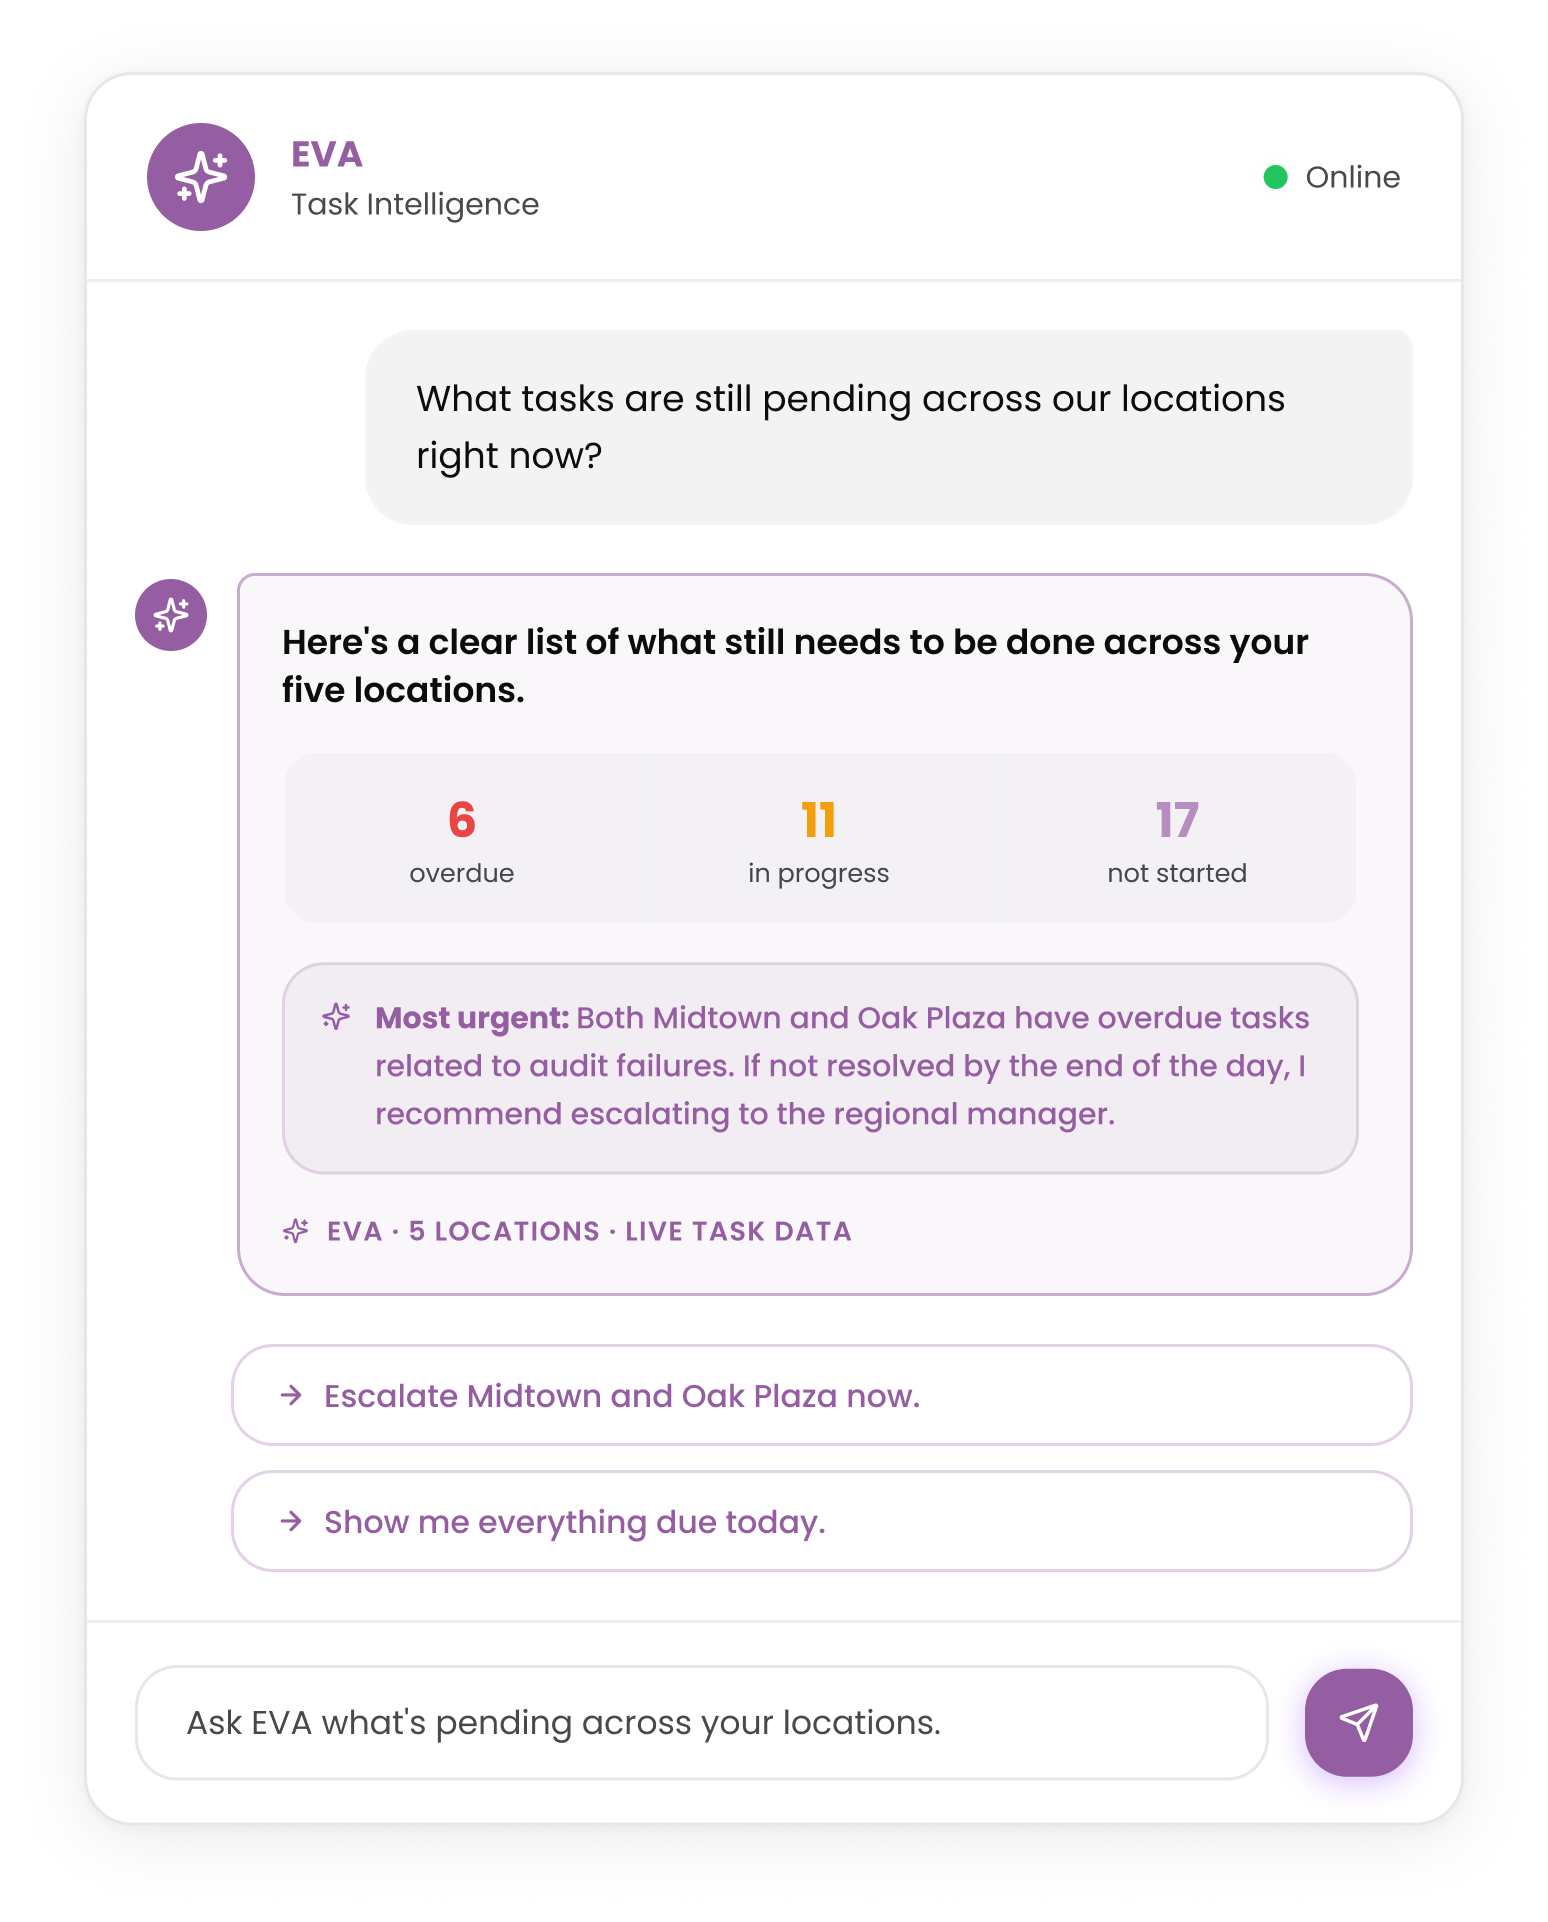 EVA
Task Intelligence
Online
What tasks are still pending across our locations
right now?
Here's a clear list of what still needs to be done across your
five locations.
6
overdue
11
in progress
17
not started
Most urgent: Both Midtown and Oak Plaza have overdue tasks
related to audit failures. If not resolved by the end of the day, I
recommend escalating to the regional manager.
EVA · 5 LOCATIONS · LIVE TASK DATA
Escalate Midtown and Oak Plaza now.
Show me everything due today.
Ask EVA what's pending across your locations.